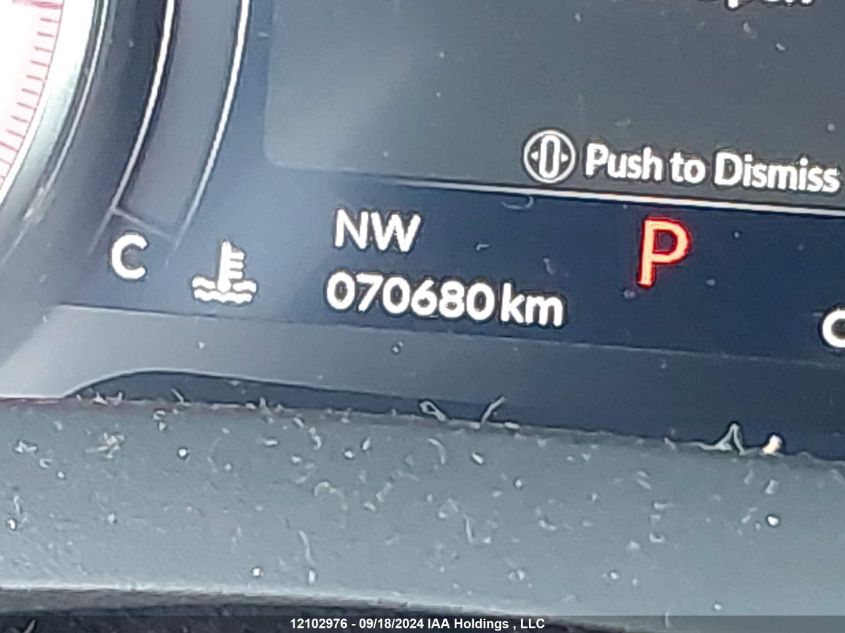 Push to Dismiss
NW
P
C
070680 km
12102976 - 09/18/2024 IAA Holdings , LLC